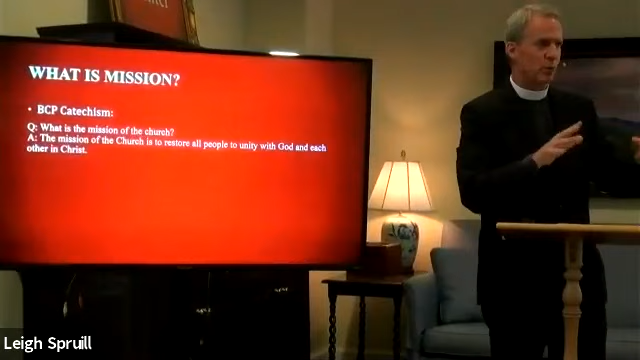 WHAT IS MISSION?
• BCP Catechism:
Q: What is the mission of the church?
A: The mission of the Church is to restore all people to unity with God and each
other in Christ.
Leigh Spruill